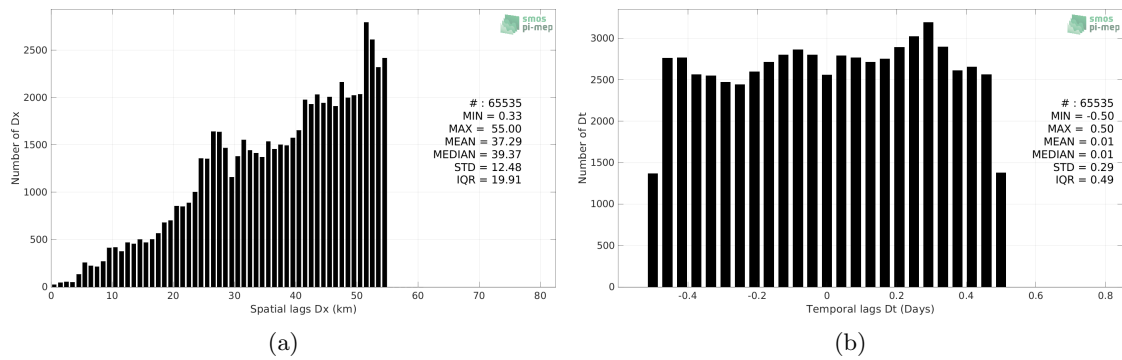 smos
pi-mep
2500
2000
1500
1000
500
0
Number of Dx
# : 65535
MIN = 0.33
MAX = 55.00
MEAN = 37.29
MEDIAN = 39.37
STD = 12.48
IQR = 19.91
0 10 20 30 40 50 60 70 80
Spatial lags Dx (km)
(a)
smos
pi-mep
3000
2500
2000
1500
1000
500
0
Number of Dt
# : 65535
MIN = -0.50
MAX = 0.50
MEAN = 0.01
MEDIAN = 0.01
STD = 0.29
IQR = 0.49
-0.4 -0.2 0 0.2 0.4 0.6 0.8
Temporal lags Dt (Days)
(b)